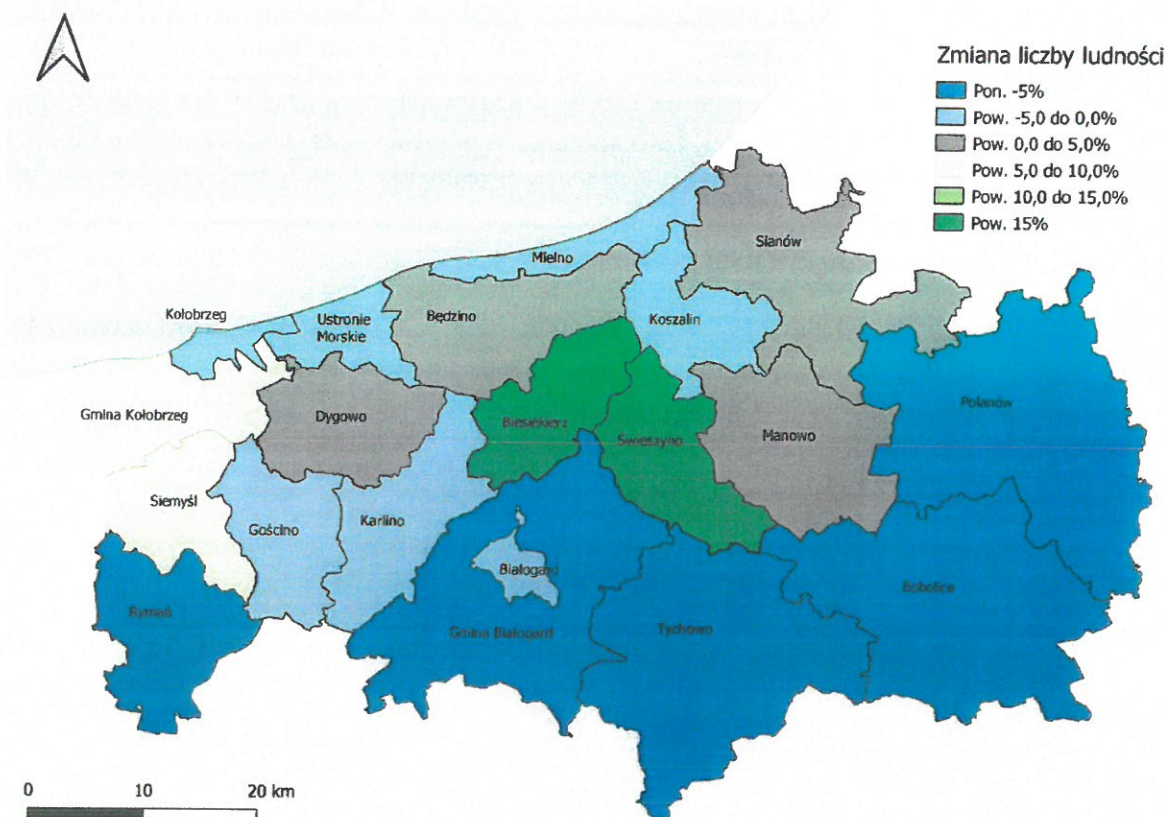 Zmiana liczby ludności
Pon. -5%
Pow. -5,0 do 0,0%
Pow. 0,0 do 5,0%
Pow. 5,0 do 10,0%
Pow. 10,0 do 15,0%
Pow. 15%
Sianów
Mielno
Kołobrzeg
Ustronie
Morskie
Będzino
Koszalin
Polanów
Gmina Kołobrzeg
Dygowo
Biesiekierz
Świeszyno
Manowo
Siemyśl
Gościno
Karlino
Białogard
Bobolice
Rymań
Gmina Białogard
Tychowo
0 10 20 km